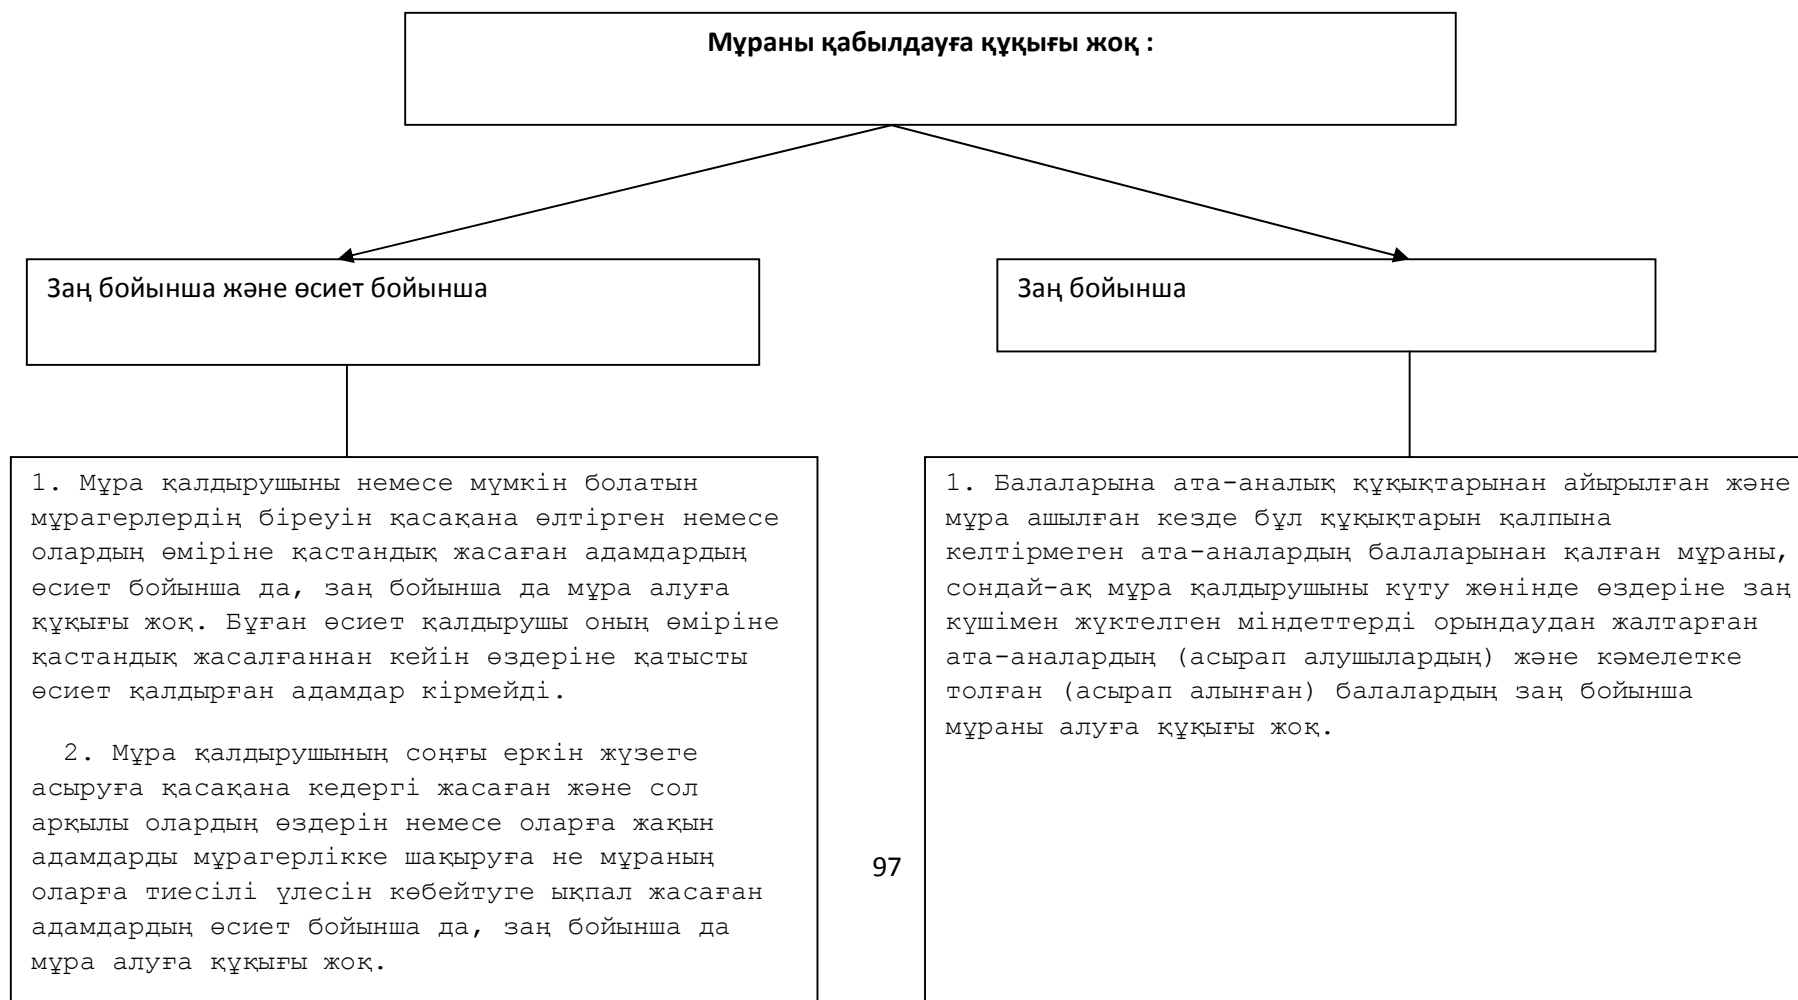 Мұраны қабылдауға құқығы жоқ :
Заң бойынша және өсиет бойынша
Заң бойынша
1. Мұра қалдырушыны немесе мүмкін болатын
мұрагерлердің біреуін қасақана өлтірген немесе
олардың өміріне қастандық жасаған адамдардың
өсиет бойынша да, заң бойынша да мұра алуға
құқығы жоқ. Бұған өсиет қалдырушы оның өміріне
қастандық жасалғаннан кейін өздеріне қатысты
өсиет қалдырған адамдар кірмейді.
2. Мұра қалдырушының соңғы еркін жүзеге
асыруға қасақана кедергі жасаған және сол
арқылы олардың өздерін немесе оларға жақын
адамдарды мұрагерлікке шақыруға не мұраның
оларға тиесілі үлесін көбейтуге ықпал жасаған
адамдардың өсиет бойынша да, заң бойынша да
мұра алуға құқығы жоқ.
1. Балаларына ата-аналық құқықтарынан айырылған және
мұра ашылған кезде бұл құқықтарын қалпына
келтірмеген ата-аналардың балаларынан қалған мұраны,
сондай-ақ мұра қалдырушыны күту жөнінде өздеріне заң
күшімен жүктелген міндеттерді орындаудан жалтарған
ата-аналардың (асырап алушылардың) және кәмелетке
толған (асырап алынған) балалардың заң бойынша
мұраны алуға құқығы жоқ.
97